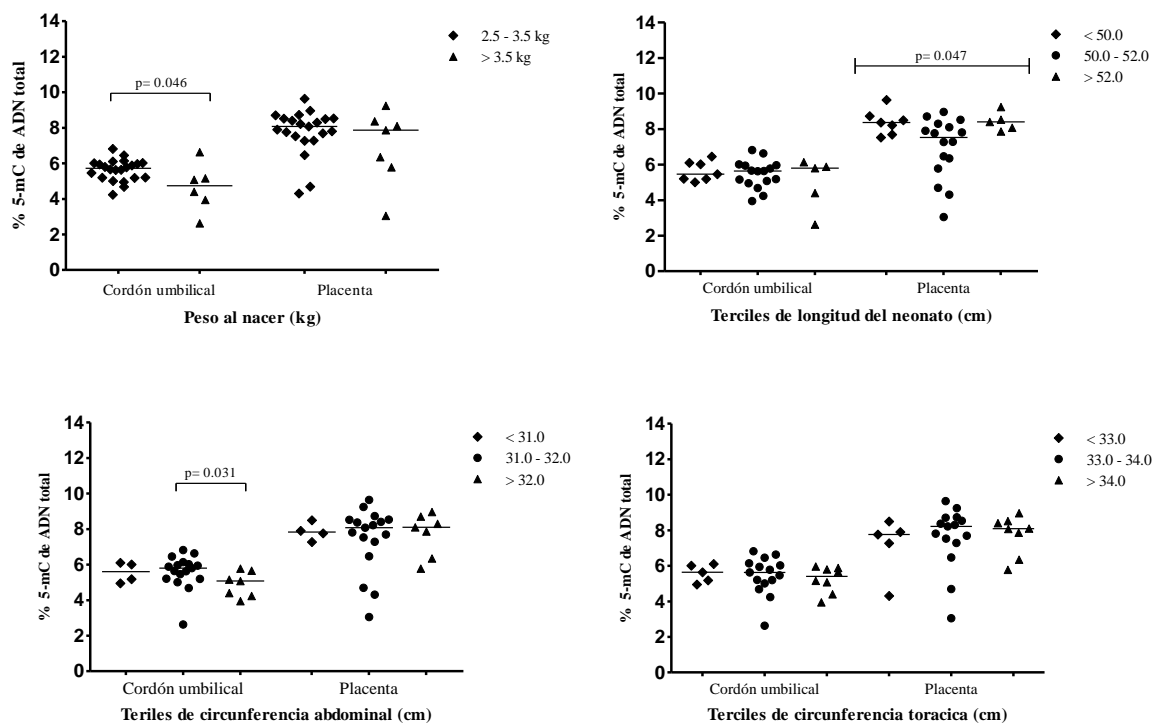 14
12
10
8
6
4
2
0
% 5-mC de ADN total
p= 0.046
2.5 - 3.5 kg
> 3.5 kg
Cordón umbilical
Placenta
Peso al nacer (kg)
14
12
10
8
6
4
2
0
% 5-mC de ADN total
p= 0.047
< 50.0
50.0 - 52.0
> 52.0
Cordón umbilical
Placenta
Terciles de longitud del neonato (cm)
14
12
10
8
6
4
2
0
% 5-mC de ADN total
p= 0.031
< 31.0
31.0 - 32.0
> 32.0
Cordón umbilical
Placenta
Teriles de circunferencia abdominal (cm)
14
12
10
8
6
4
2
0
% 5-mC de ADN total
< 33.0
33.0 - 34.0
> 34.0
Cordón umbilical
Placenta
Terciles de circunferencia toracica (cm)